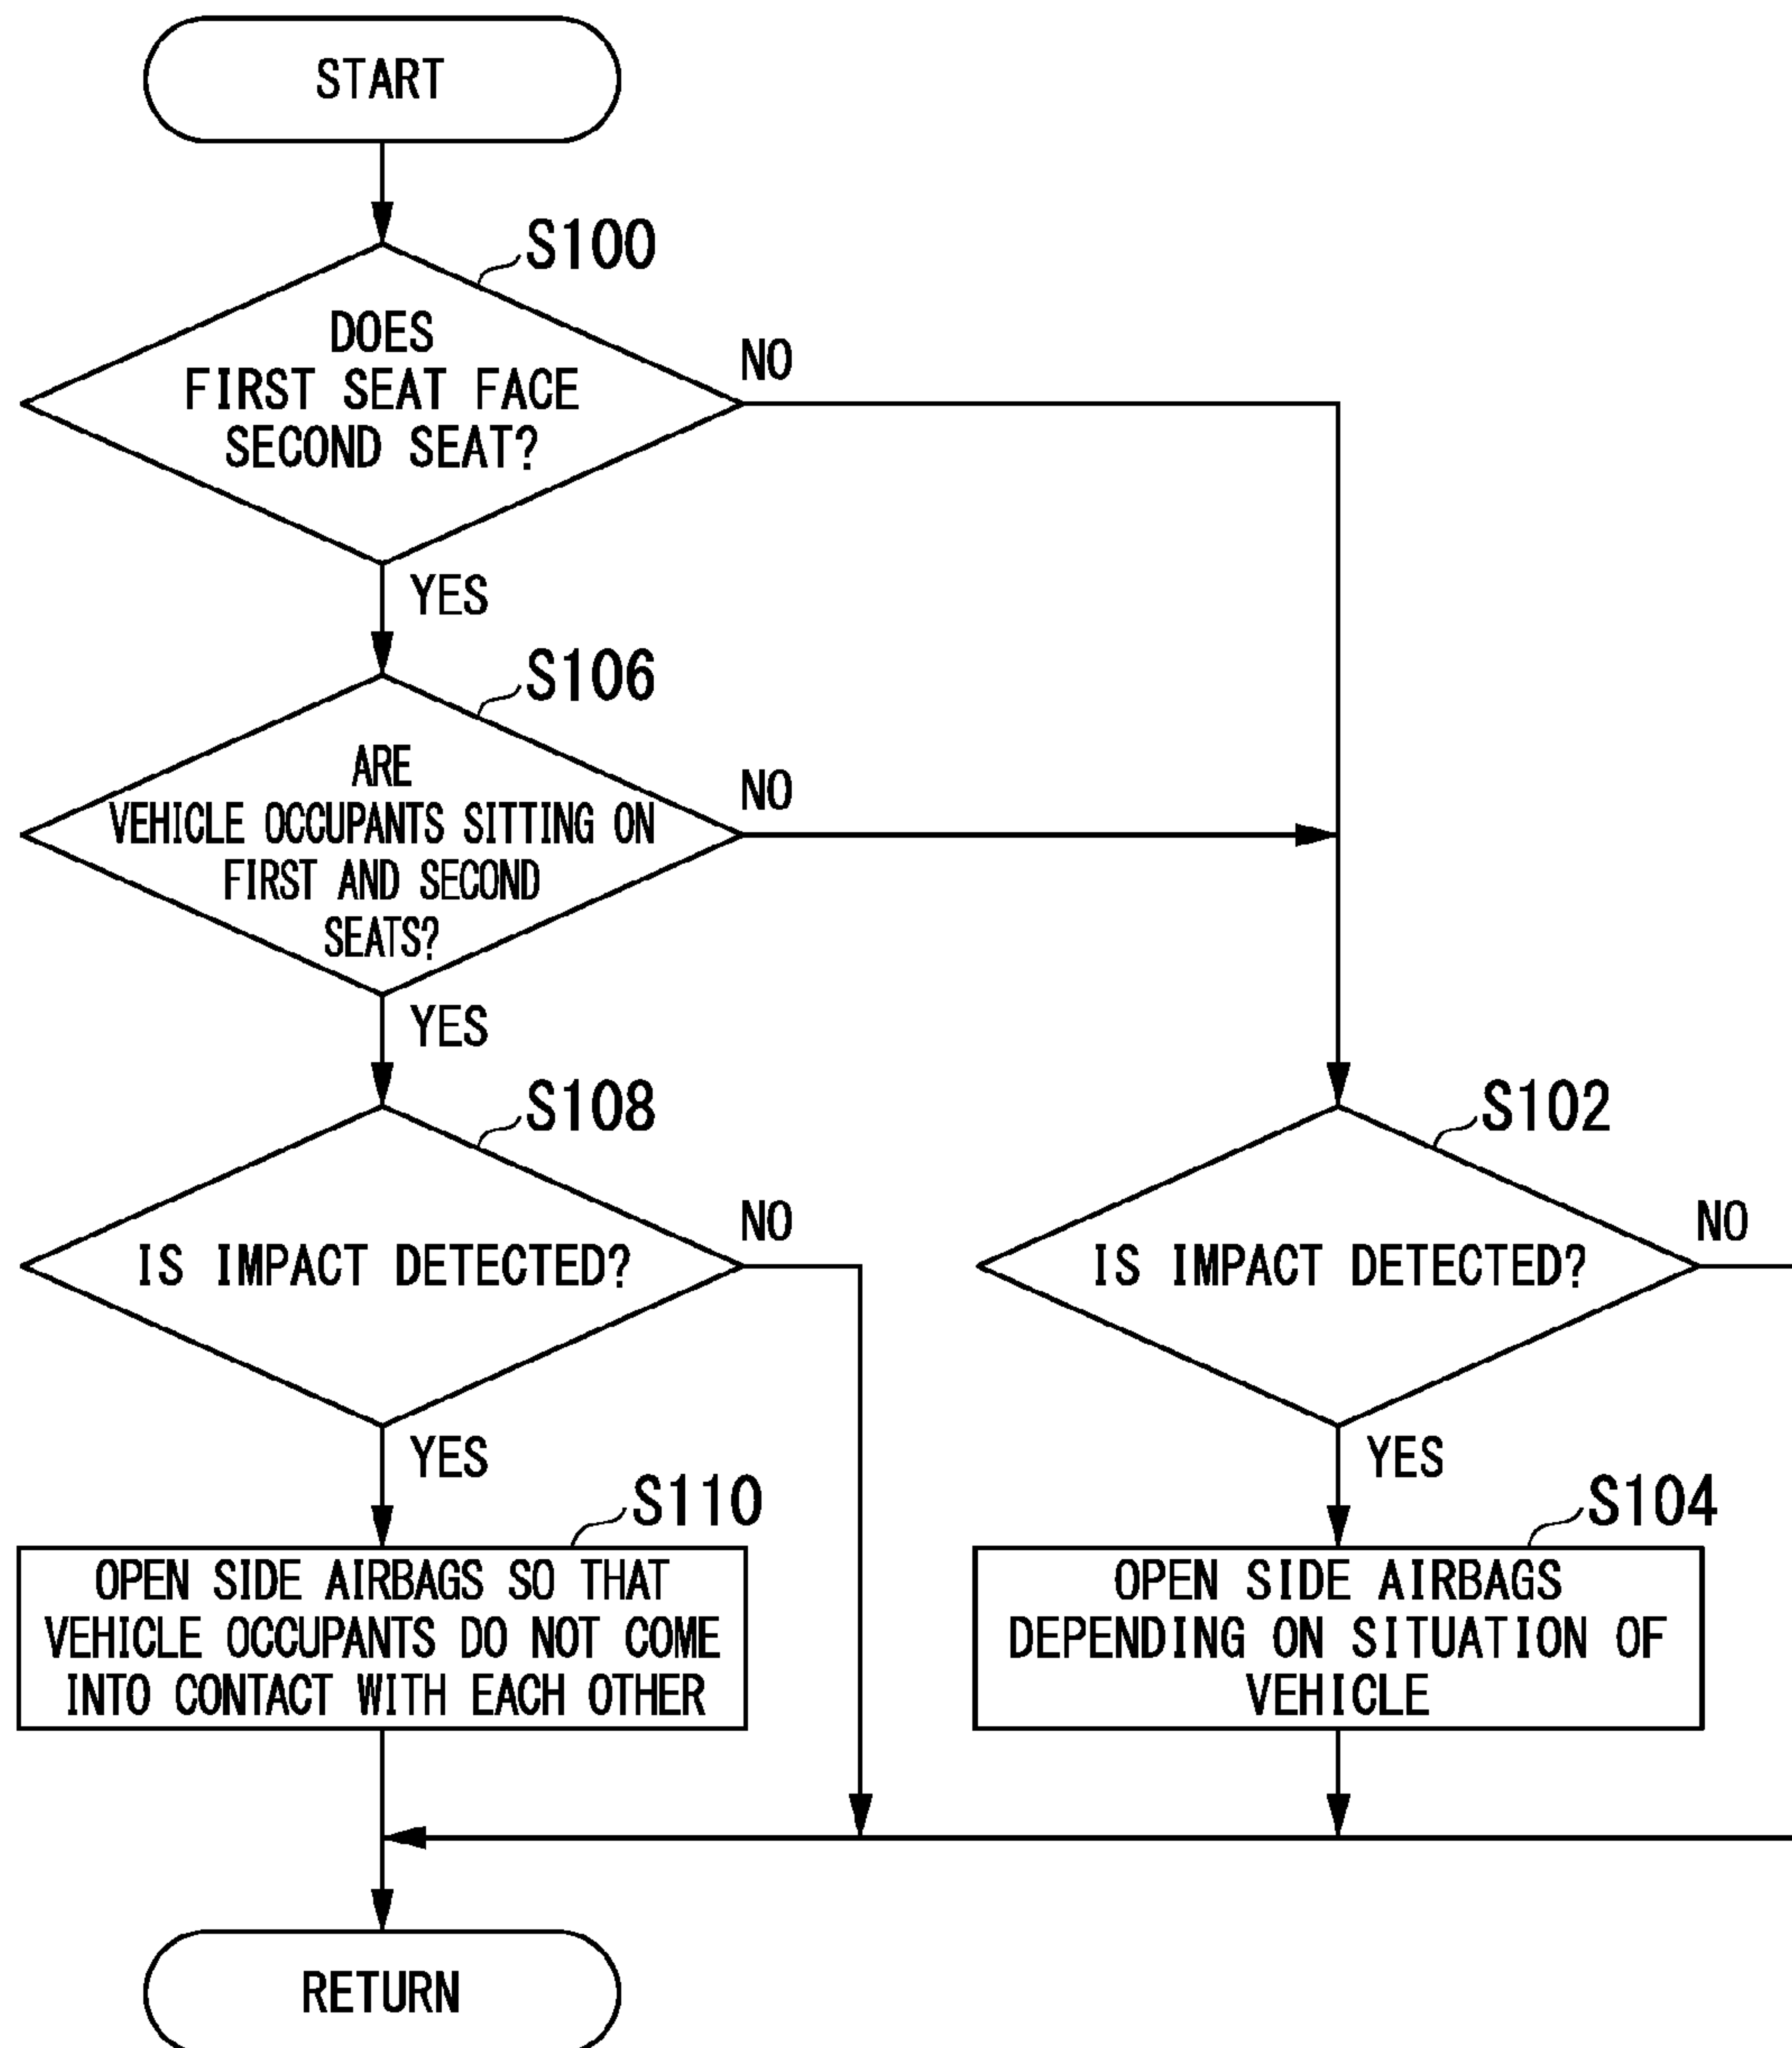 START
S100
DOES
FIRST SEAT FACE
SECOND SEAT?
NO
YES
S106
ARE
VEHICLE OCCUPANTS SITTING ON
FIRST AND SECOND
SEATS?
NO
YES
S108
IS IMPACT DETECTED?
NO
YES
S102
IS IMPACT DETECTED?
NO
YES
S110
OPEN SIDE AIRBAGS SO THAT
VEHICLE OCCUPANTS DO NOT COME
INTO CONTACT WITH EACH OTHER
S104
OPEN SIDE AIRBAGS
DEPENDING ON SITUATION OF
VEHICLE
RETURN